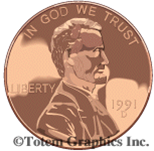 IN GOD WE TRUST
LIBERTY
1991
D
©Totem Graphics Inc.